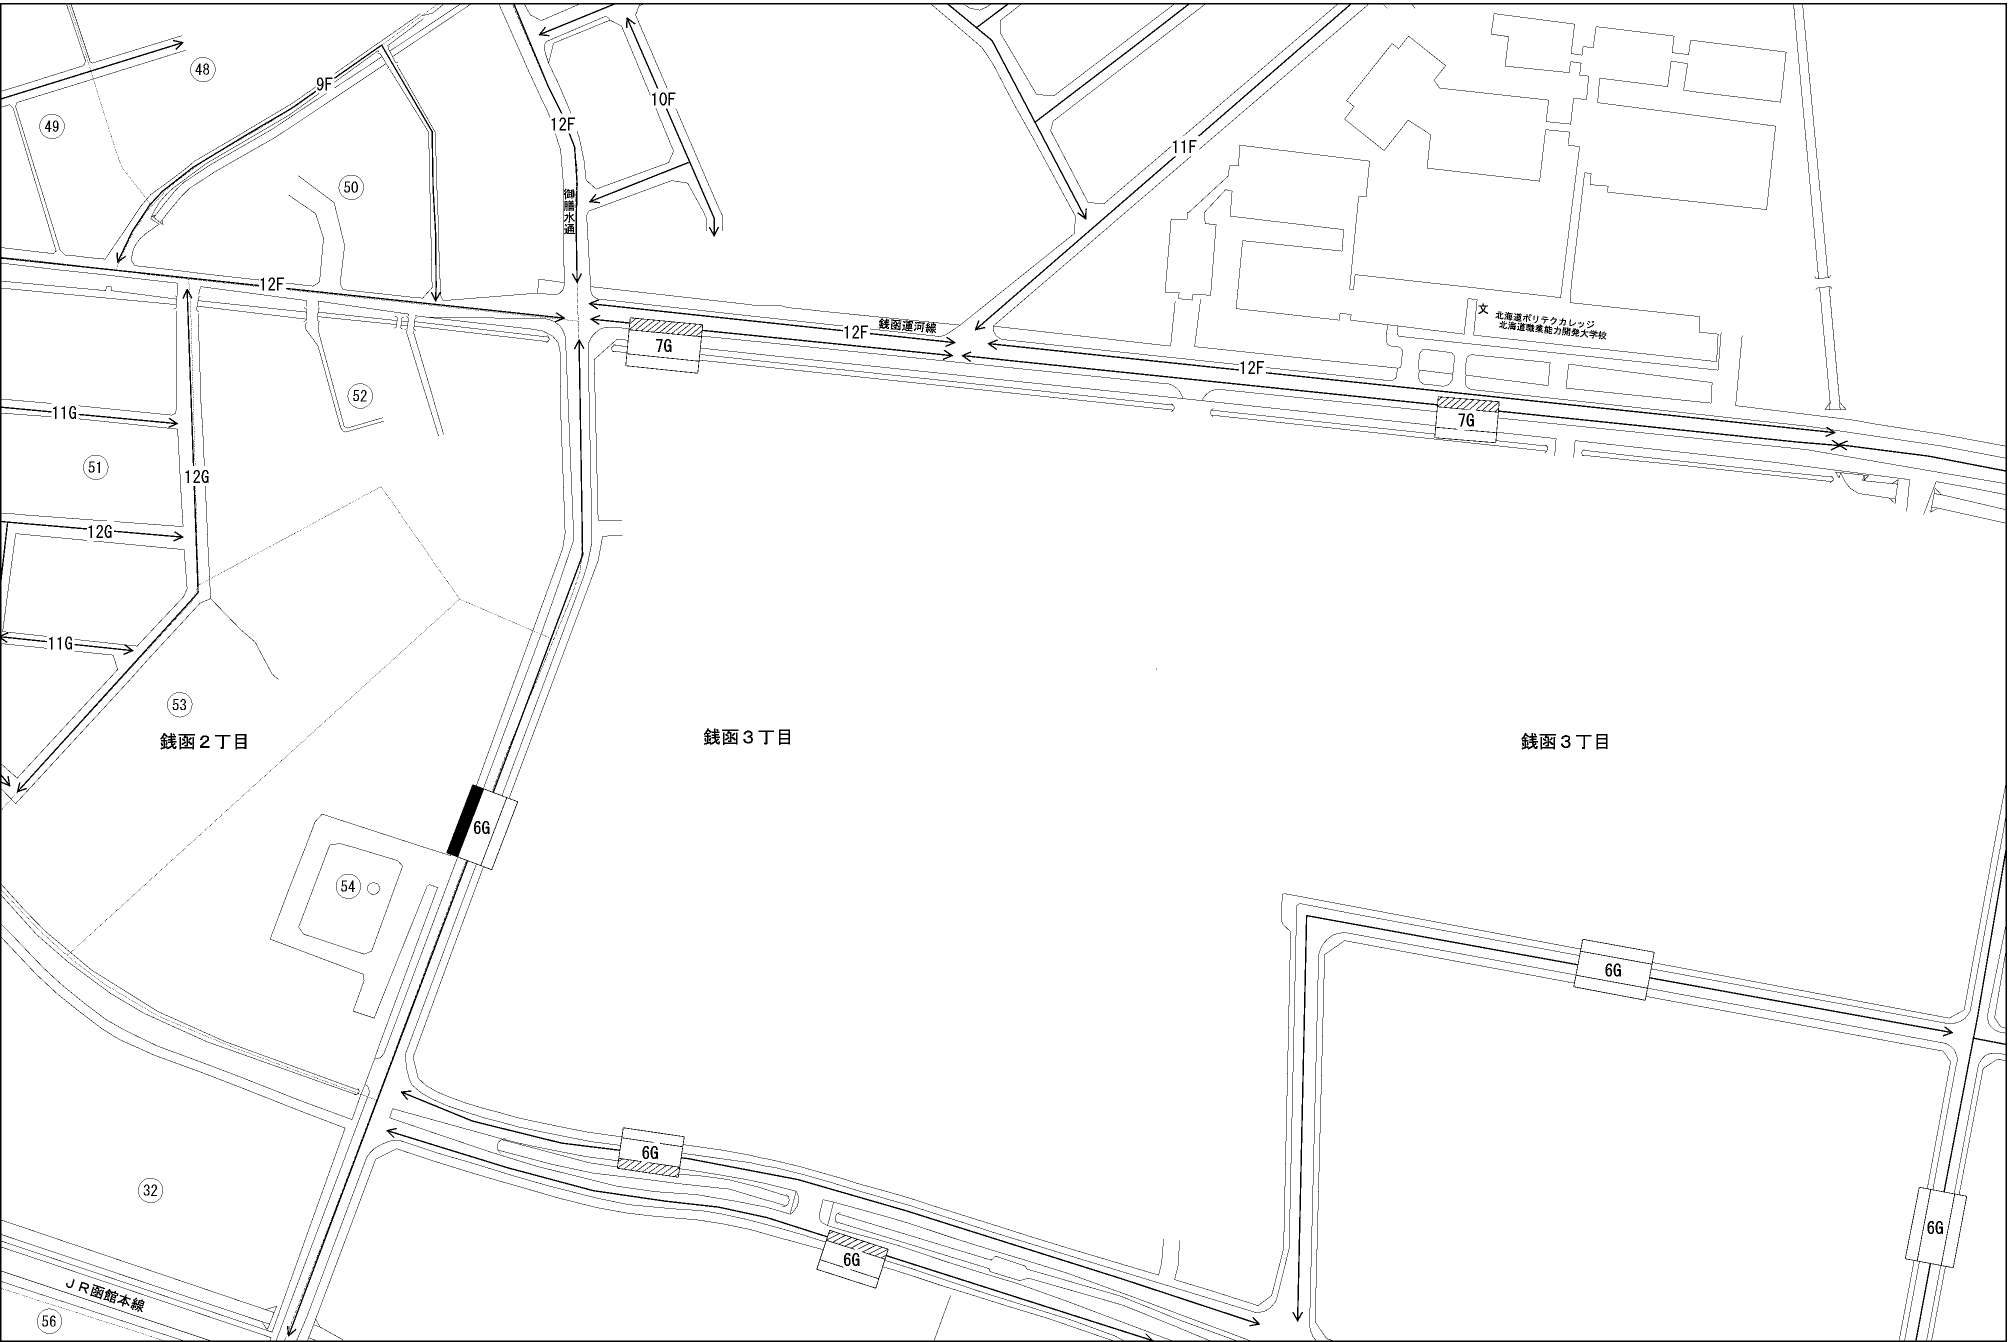 48
9F
10F
12F
49
11F
50
御膳水通
12F
銭函運河線
12F
7G
文
北海道ポリテクカレッジ
北海道職業能力開発大学校
12F
52
7G
11G
51
12G
12G
11G
53
銭函2丁目
銭函3丁目
銭函3丁目
6G
54
6G
6G
32
6G
6G
JR函館本線
56